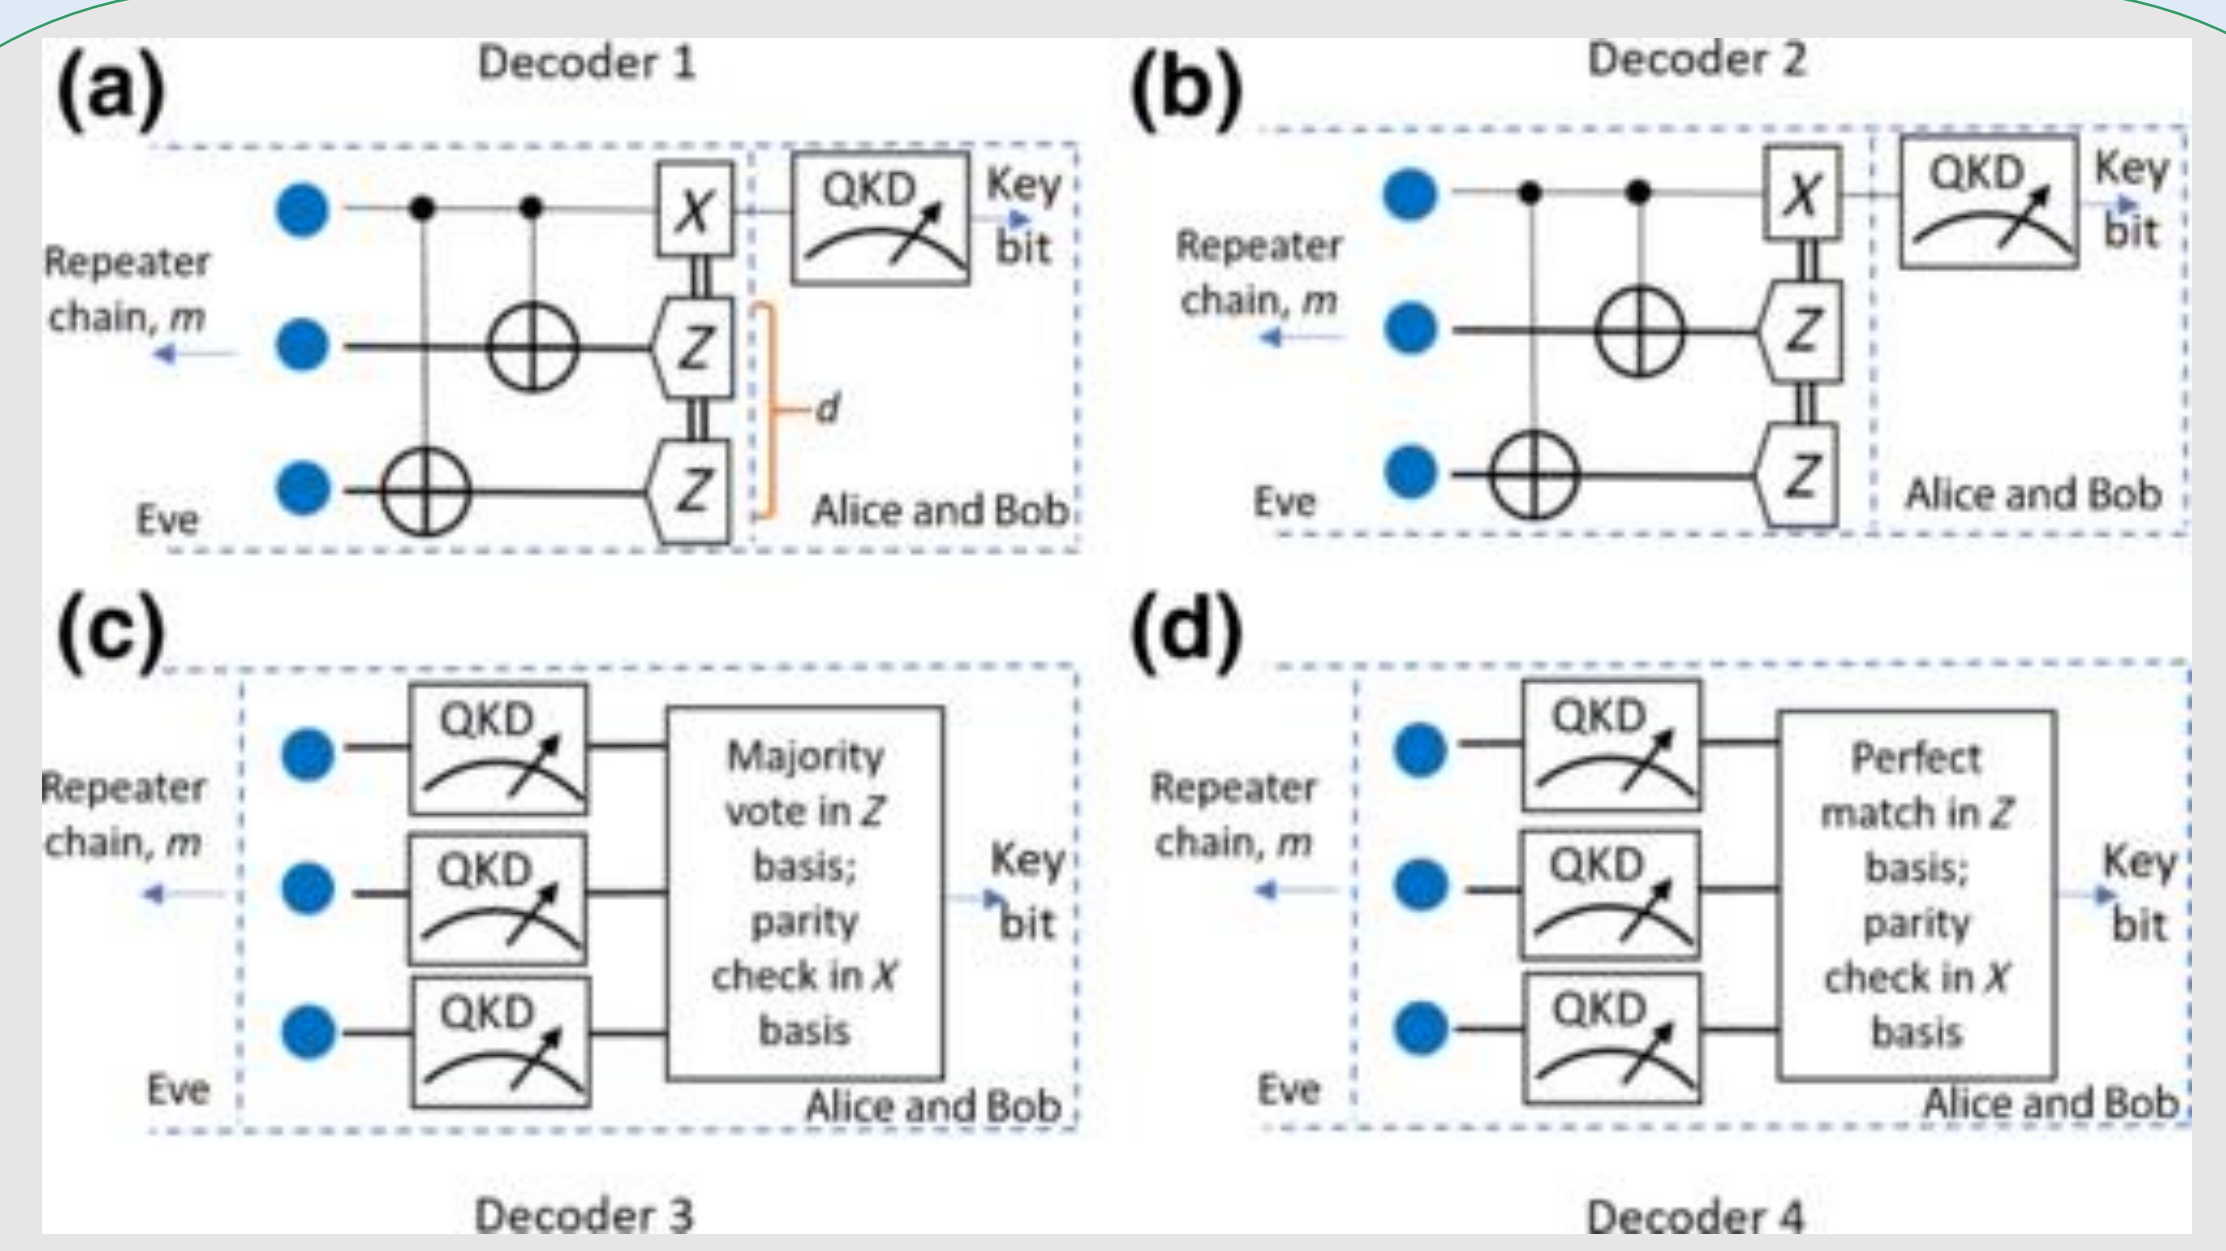 (a)
Decoder 1
Repeater
chain, m
Eve
X
Z
Z
d
QKD
Key
bit
Alice and Bob
(b)
Decoder 2
Repeater
chain, m
Eve
X
Z
Z
QKD
Key
bit
Alice and Bob
(c)
Repeater
chain, m
Eve
QKD
QKD
QKD
Majority
vote in Z
basis;
parity
check in X
basis
Key
bit
Alice and Bob
Decoder 3
(d)
Repeater
chain, m
Eve
QKD
QKD
QKD
Perfect
match in Z
basis;
parity
check in X
basis
Key
bit
Alice and Bob
Decoder 4